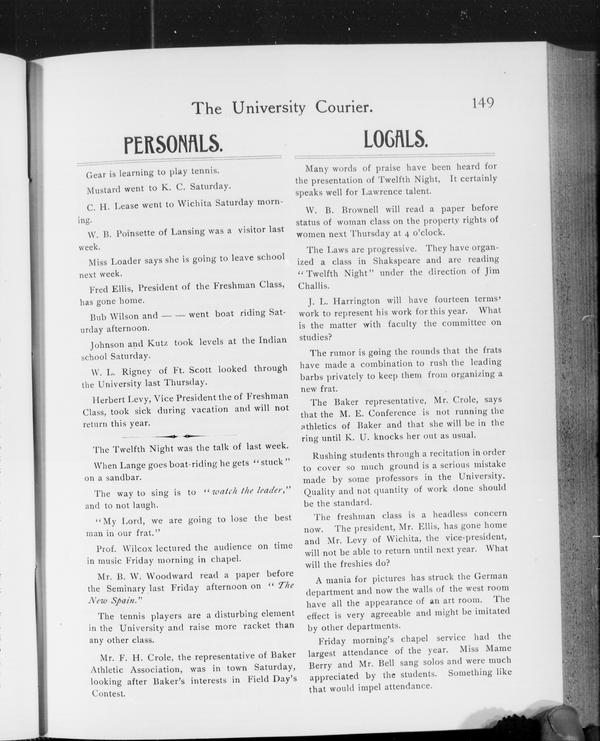 The University Courier.
149
PERSONALS.
Gear is learning to play tennis.
Mustard went to K. C. Saturday.
C. H. Lease went to Wichita Saturday morn-
ing.
W. B. Poinsette of Lansing was a visitor last
week.
Miss Loader says she is going to leave school
next week.
Fred Ellis, President of the Freshman Class,
has gone home.
Bub Wilson and — — went boat riding Sat-
urday afternoon.
Johnson and Kutz took levels at the Indian
school Saturday.
W. L. Rigney of Ft. Scott looked through
the University last Thursday.
Herbert Levy, Vice President the of Freshman
Class, took sick during vacation and will not
return this year.
The Twelfth Night was the talk of last week.
When Lange goes boat-riding he gets "stuck"
on a sandbar.
The way to sing is to "watch the leader,"
and to not laugh.
"My Lord, we are going to lose the best
man in our frat."
Prof. Wilcox lectured the audience on time
in music Friday morning in chapel.
Mr. B. W. Woodward read a paper before
the Seminary last Friday afternoon on "The
New Spain."
The tennis players are a disturbing element
in the University and raise more racket than
any other class.
Mr. F. H. Crole, the representative of Baker
Athletic Association, was in town Saturday,
looking after Baker's interests in Field Day's
Contest.
LOCALS.
Many words of praise have been heard for
the presentation of Twelfth Night, It certainly
speaks well for Lawrence talent.
W. B. Brownell will read a paper before
status of woman class on the property rights of
women next Thursday at 4 o'clock.
The Laws are progressive. They have organ-
ized a class in Shakspeare and are reading
"Twelfth Night" under the direction of Jim
Challis.
J. L. Harrington will have fourteen terms'
work to represent his work for this year. What
is the matter with faculty the committee on
studies?
The rumor is going the rounds that the frats
have made a combination to rush the leading
barbs privately to keep them from organizing a
new frat.
The Baker representative, Mr. Crole, says
that the M. E. Conference is not running the
athletics of Baker and that she will be in the
ring until K. U. knocks her out as usual.
Rushing students through a recitation in order
to cover so much ground is a serious mistake
made by some professors in the University.
Quality and not quantity of work done should
be the standard.
The freshman class is a headless concern
now. The president, Mr. Ellis, has gone home
and Mr. Levy of Wichita, the vice-president,
will not be able to return until next year. What
will the freshies do?
A mania for pictures has struck the German
department and now the walls of the west room
have all the appearance of an art room. The
effect is very agreeable and might be imitated
by other departments.
Friday morning's chapel service had the
largest attendance of the year. Miss Mame
Berry and Mr. Bell sang solos and were much
appreciated by the students. Something like
that would impel attendance.